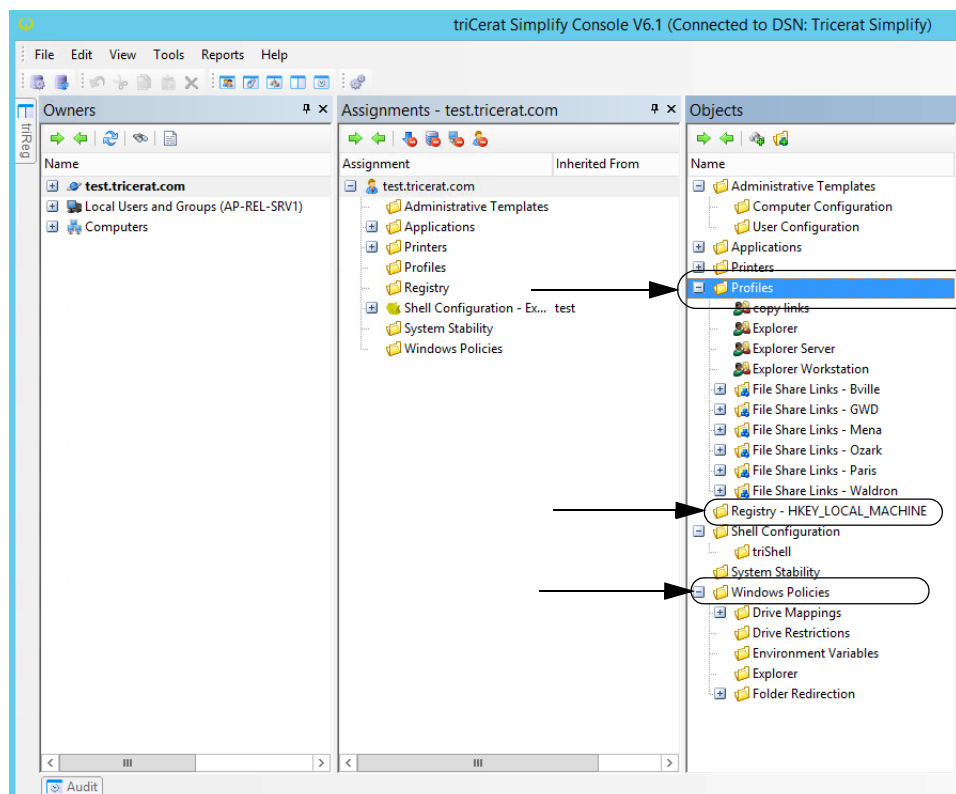 triCerat Simplify Console V6.1 (Connected to DSN: Tricerat Simplify)
File Edit View Tools Reports Help
triReg
Owners
Name
test.tricerat.com
Local Users and Groups (AP-REL-SRV1)
Computers
Assignments - test.tricerat.com
Assignment Inherited From
test.tricerat.com
Administrative Templates
Applications
Printers
Profiles
Registry
Shell Configuration - Ex... test
System Stability
Windows Policies
Objects
Name
Administrative Templates
Computer Configuration
User Configuration
Applications
Printers
Profiles
copy links
Explorer
Explorer Server
Explorer Workstation
File Share Links - Bville
File Share Links - GWD
File Share Links - Mena
File Share Links - Ozark
File Share Links - Paris
File Share Links - Waldron
Registry - HKEY_LOCAL_MACHINE
Shell Configuration
triShell
System Stability
Windows Policies
Drive Mappings
Drive Restrictions
Environment Variables
Explorer
Folder Redirection
Audit